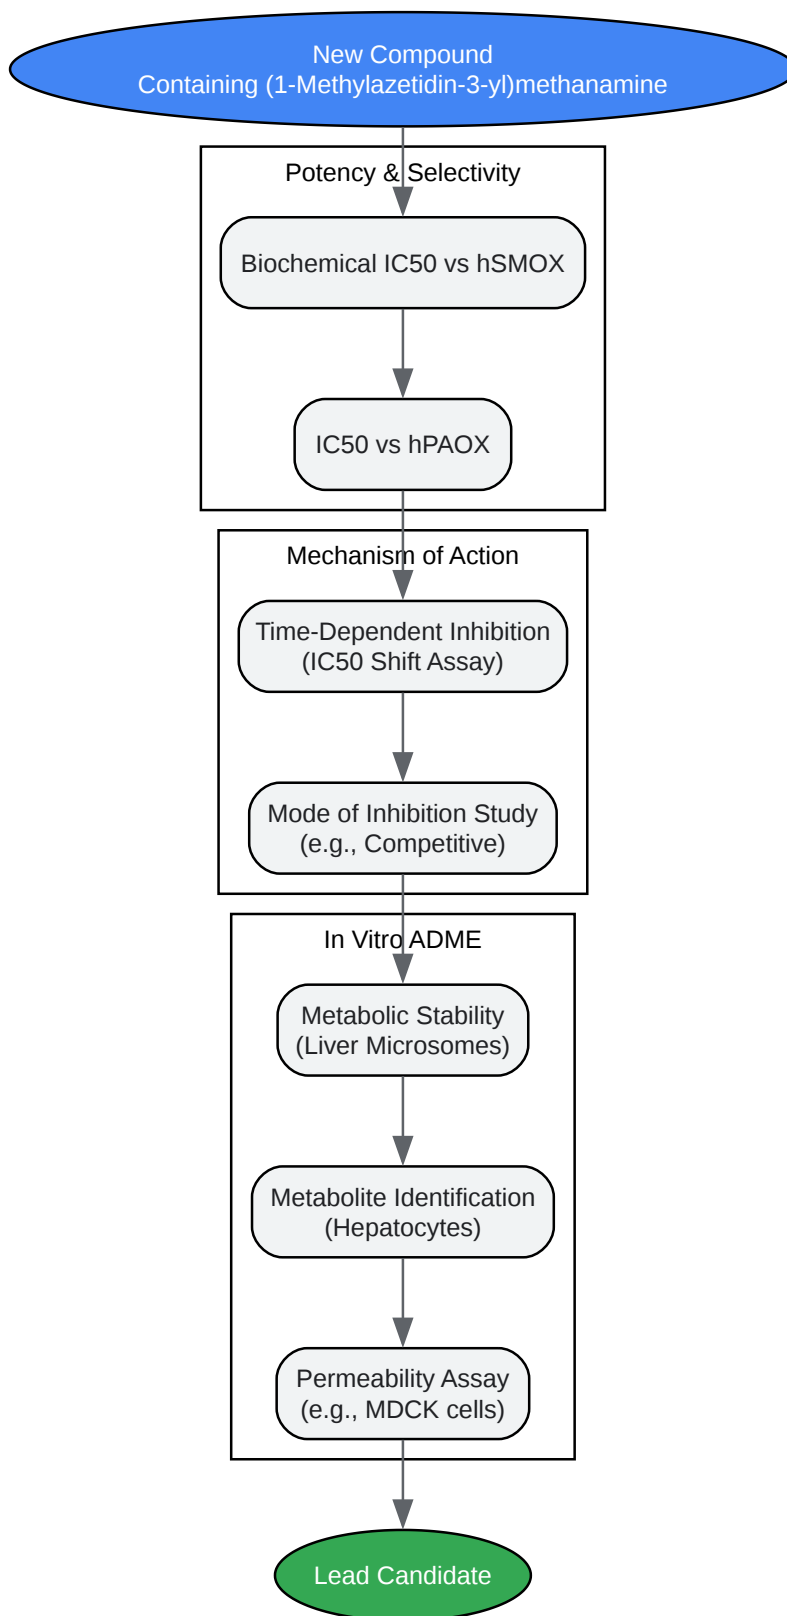 New Compound
Containing (1-Methylazetidin-3-yl)methanamine
Potency & Selectivity
Biochemical IC50 vs hSMOX
IC50 vs hPAOX
Mechanism of Action
Time-Dependent Inhibition
(IC50 Shift Assay)
Mode of Inhibition Study
(e.g., Competitive)
In Vitro ADME
Metabolic Stability
(Liver Microsomes)
Metabolite Identification
(Hepatocytes)
Permeability Assay
(e.g., MDCK cells)
Lead Candidate